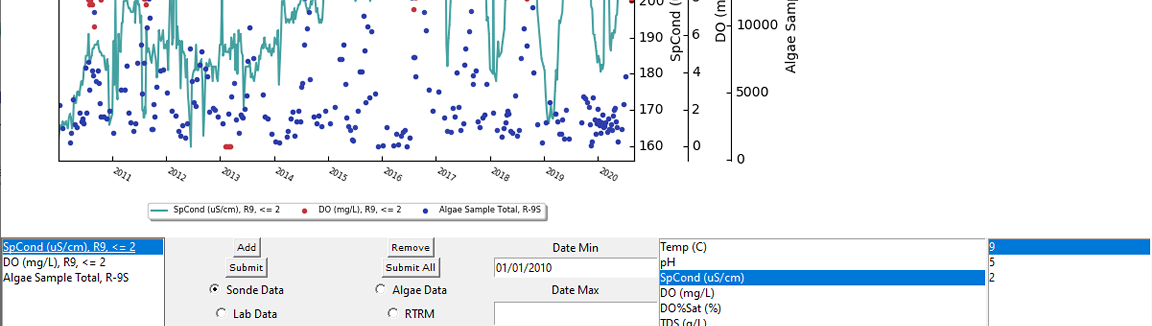 200
190
180
170
160
SpCond (
6
4
2
0
DO (m
10000
5000
0
Algae Sam
2011
2012
2013
2014
2015
2016
2017
2018
2019
2020
SpCond (uS/cm), R9, <= 2
DO (mg/L), R9, <= 2
Algae Sample Total, R-9S
SpCond (uS/cm), R9, <= 2
DO (mg/L), R9, <= 2
Algae Sample Total, R-9S
Add
Remove
Submit
Submit All
Sonde Data
Algae Data
Lab Data
RTRM
Date Min
01/01/2010
Date Max
Temp (C)
pH
SpCond (uS/cm)
DO (mg/L)
DO%Sat (%)
TDS (g/L)
9
5
2